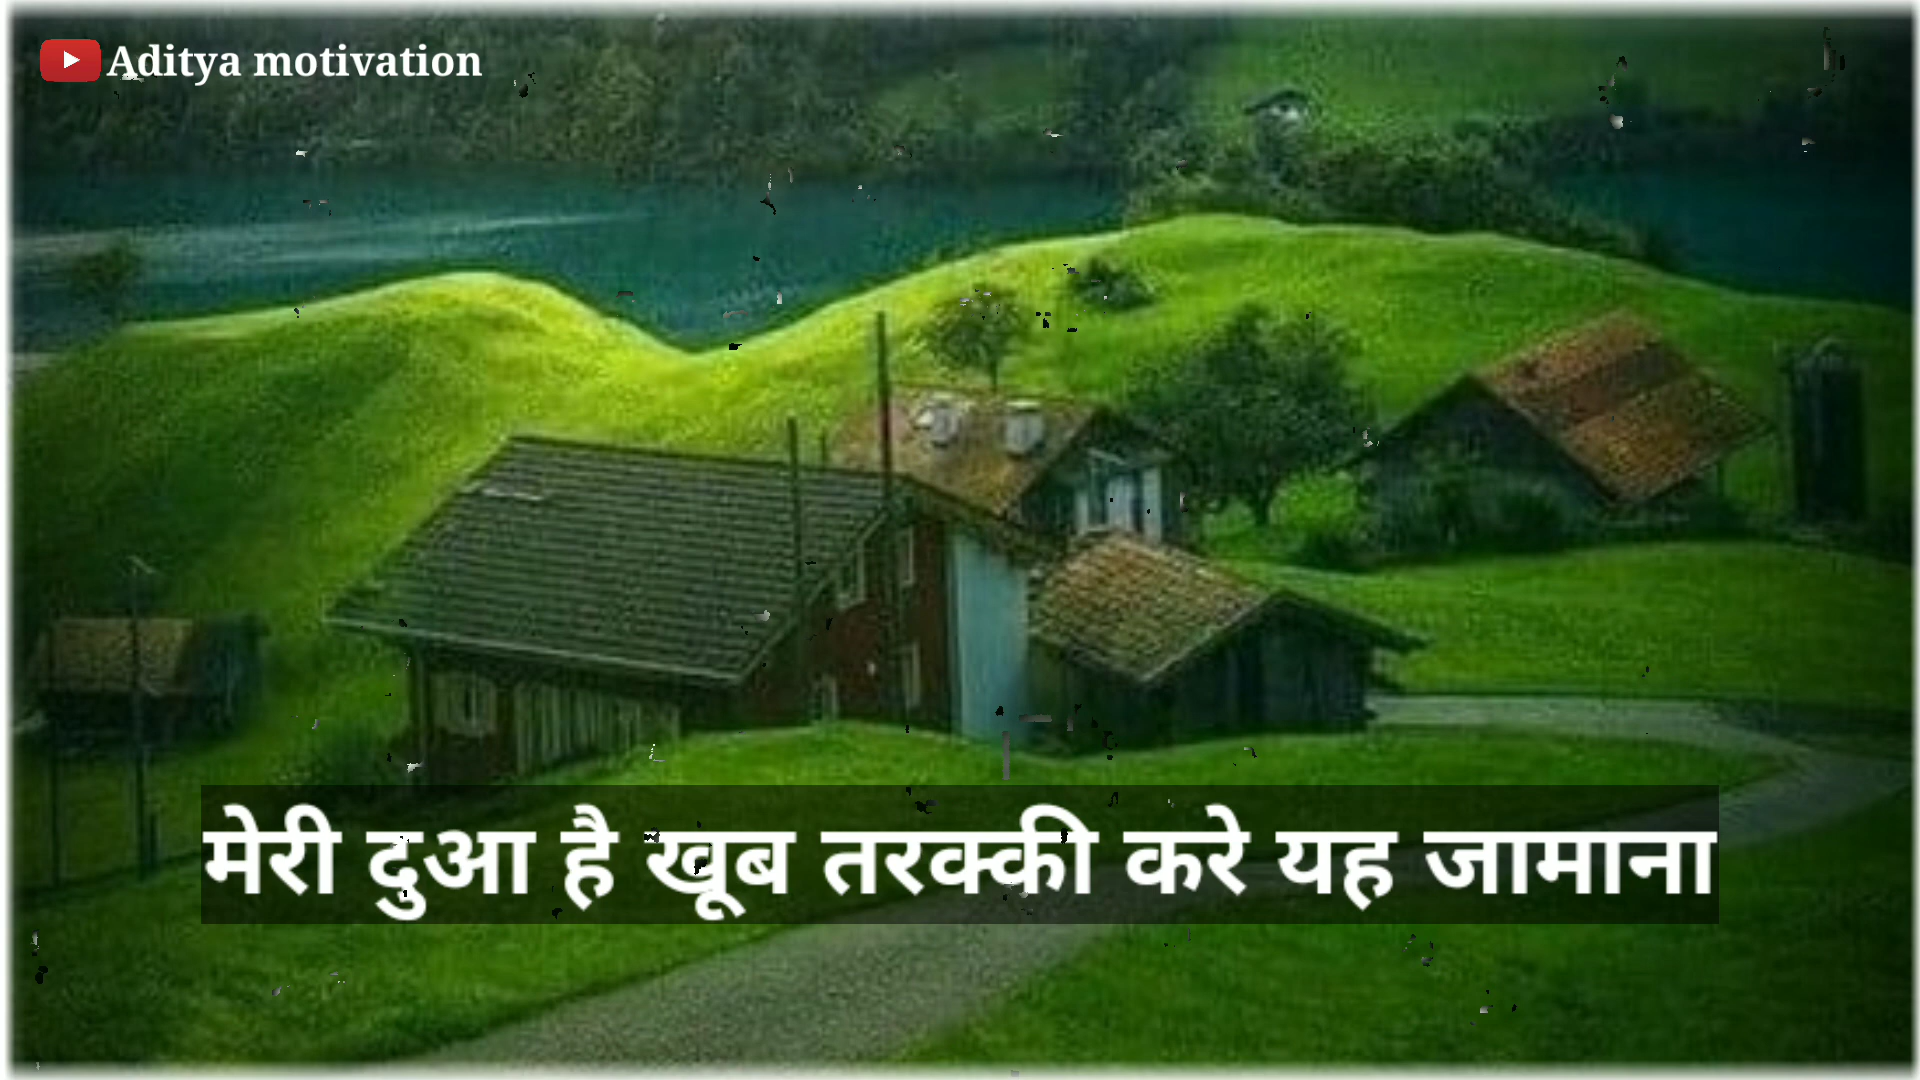 Aditya motivation
मेरी दुआ है खूब तरक्की करे यह जामाना